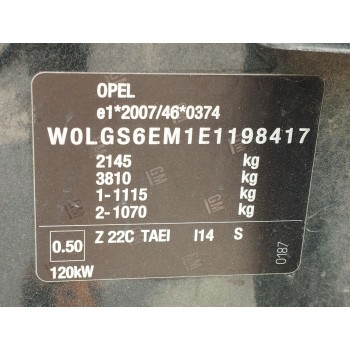 OPEL
e1*2007/46*0374
W0LGS6EM1E1198417
2145 kg
3810 kg
1-1115 kg
2-1070 kg
0.50 Z 22C TAEI I14 S
120kW
0187